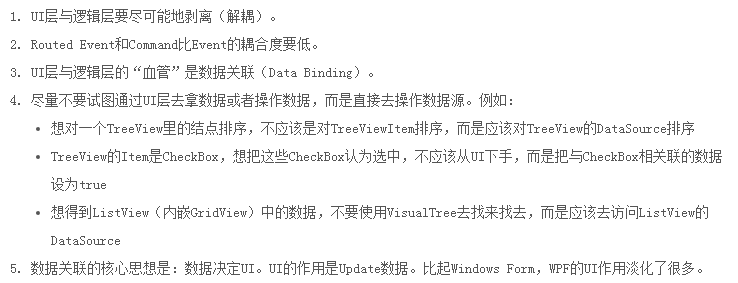 1. UI层与逻辑层要尽可能地剥离（解耦）。
2. Routed Event和Command比Event的耦合度要低。
3. UI层与逻辑层的“血管”是数据关联（Data Binding）。
4. 尽量不要试图通过UI层去拿数据或者操作数据，而是直接去操作数据源。例如：
• 想对一个TreeView里的结点排序，不应该是对TreeViewItem排序，而是应该对TreeView的DataSource排序
• TreeView的Item是CheckBox，想把这些CheckBox认为选中，不应该从UI下手，而是把与CheckBox相关联的数据
设为true
• 想得到ListView（内嵌GridView）中的数据，不要使用VisualTree去找来找去，而是应该去访问ListView的
DataSource
5. 数据关联的核心思想是：数据决定UI。UI的作用是Update数据。比起Windows Form，WPF的UI作用淡化了很多。